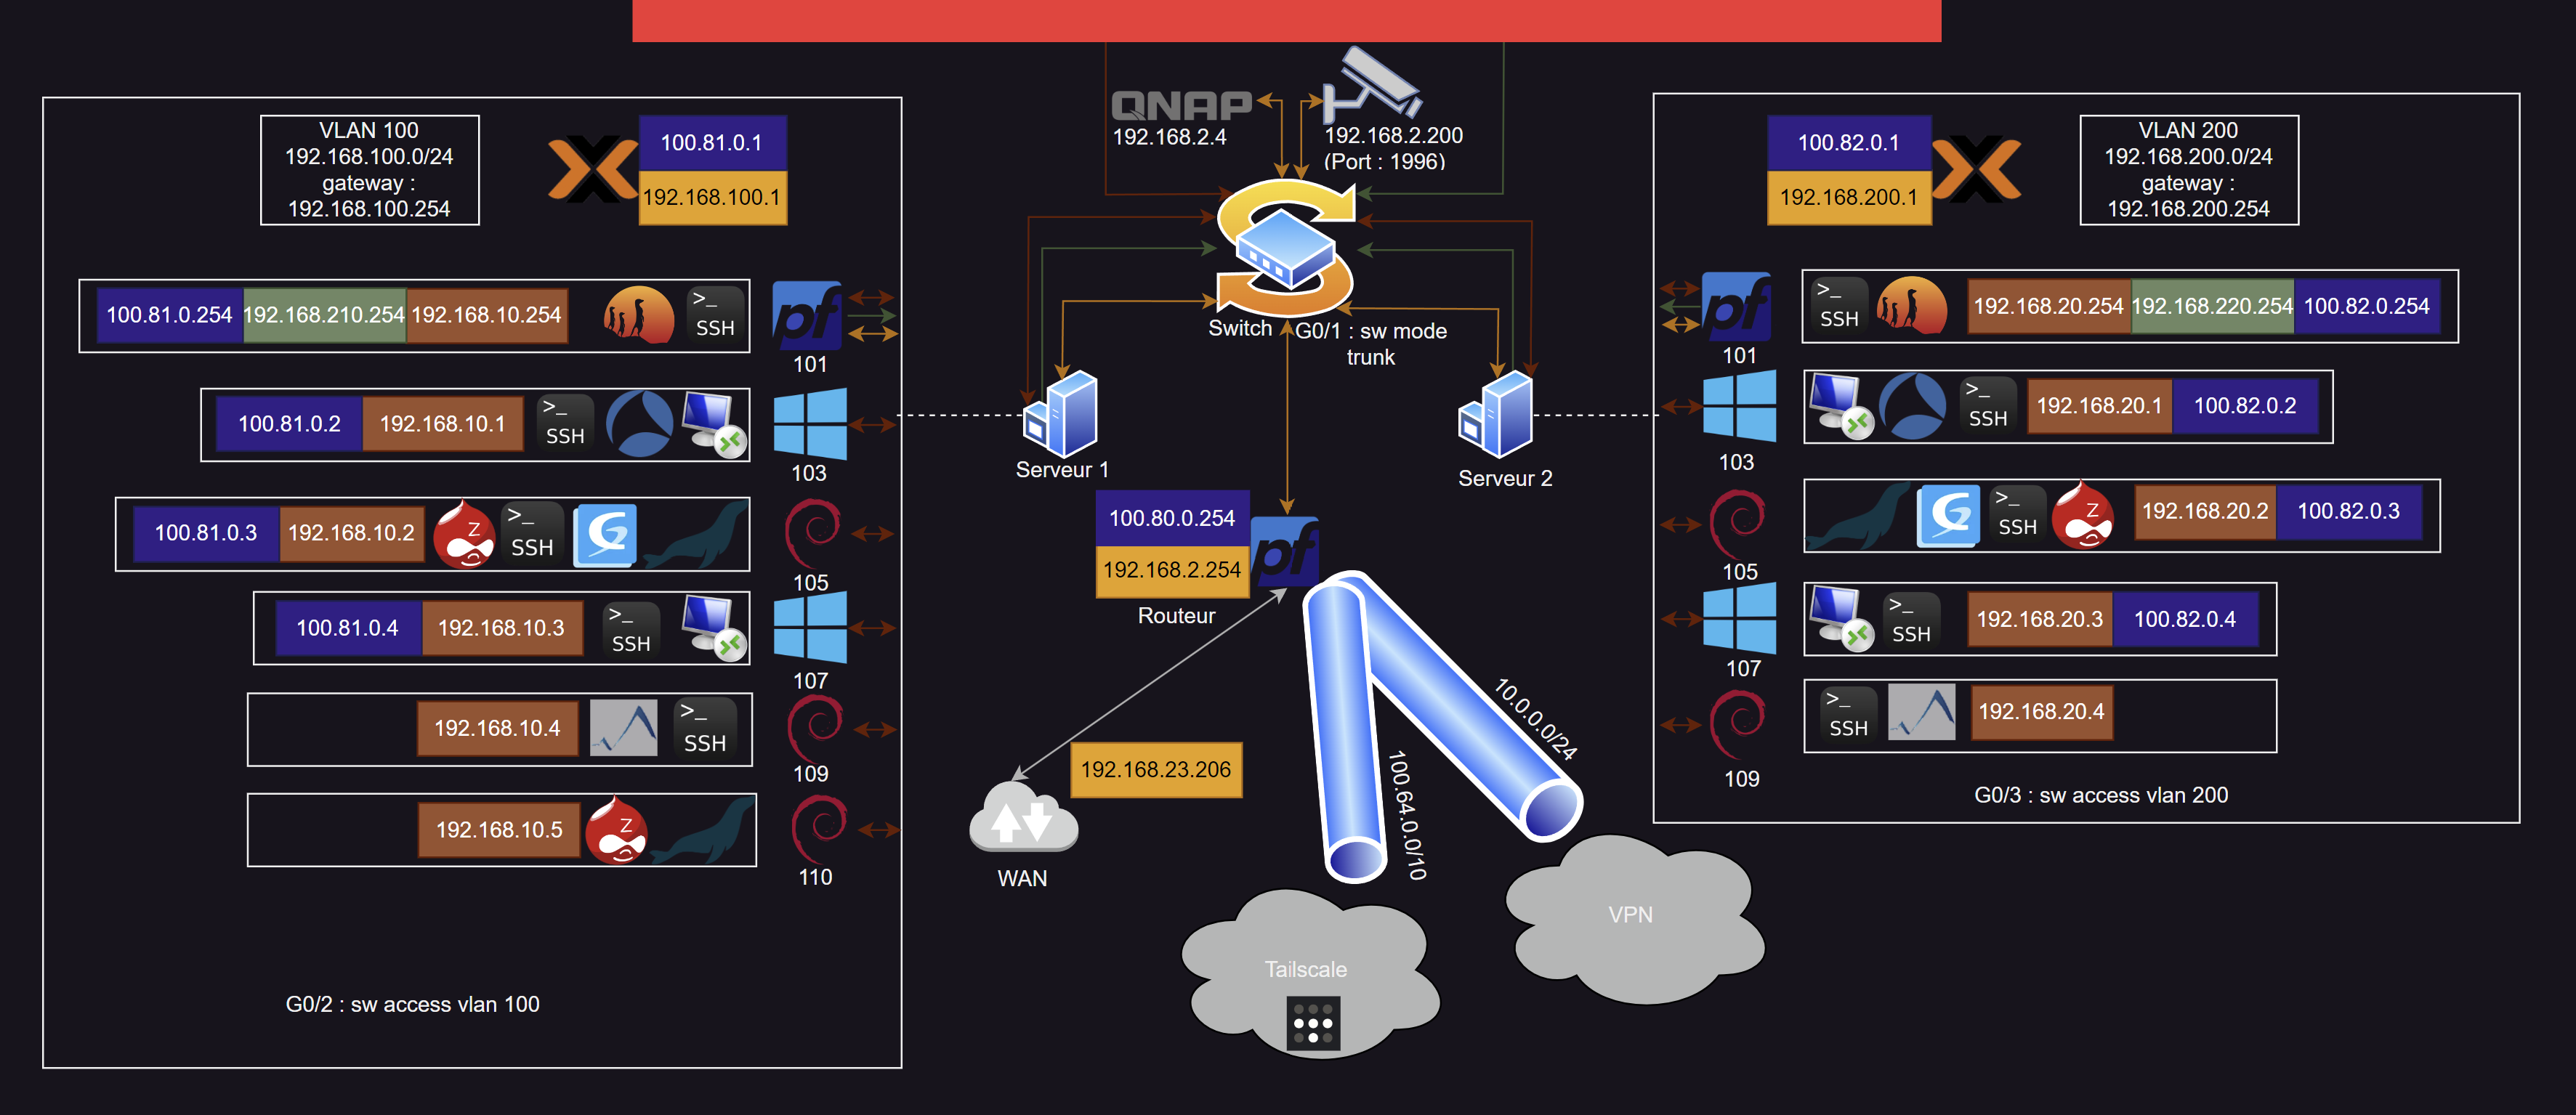 VLAN 100
192.168.100.0/24
gateway :
192.168.100.254
100.81.0.1
192.168.100.1
100.81.0.254
192.168.210.254
192.168.10.254
>_
SSH
pf
101
100.81.0.2
192.168.10.1
>_
SSH
103
100.81.0.3
192.168.10.2
Z
>_
SSH
105
100.81.0.4
192.168.10.3
>_
SSH
107
192.168.10.4
>_
SSH
109
192.168.10.5
Z
110
G0/2 : sw access vlan 100
QNAP
192.168.2.4
192.168.2.200
(Port : 1996)
Switch
G0/1 : sw mode
trunk
Serveur 1
Serveur 2
100.80.0.254
192.168.2.254
pf
Routeur
192.168.23.206
WAN
100.64.0.0/10
10.0.0.0/24
Tailscale
VPN
100.82.0.1
192.168.200.1
VLAN 200
192.168.200.0/24
gateway :
192.168.200.254
pf
101
>_
SSH
192.168.20.254
192.168.220.254
100.82.0.254
103
>_
SSH
192.168.20.1
100.82.0.2
105
>_
SSH
Z
192.168.20.2
100.82.0.3
107
>_
SSH
192.168.20.3
100.82.0.4
109
>_
SSH
192.168.20.4
G0/3 : sw access vlan 200